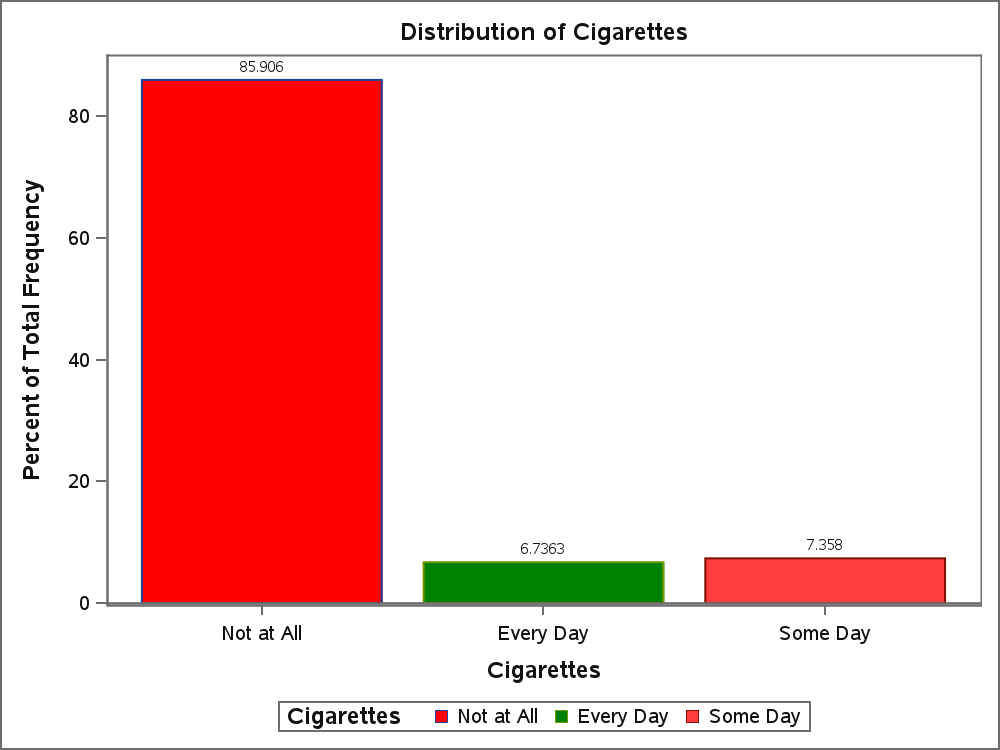 Distribution of Cigarettes
85.906
80
60
40
20
0
Percent of Total Frequency
6.7363
7.358
Not at All Every Day Some Day
Cigarettes
Cigarettes Not at All Every Day Some Day